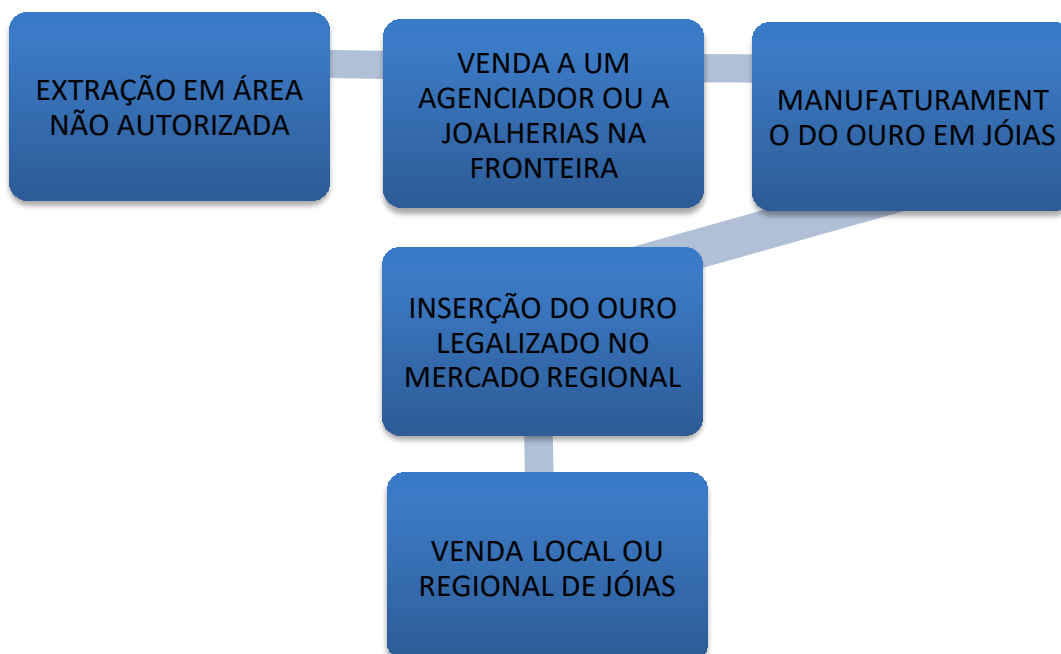 EXTRAÇÃO EM ÁREA
NÃO AUTORIZADA
VENDA A UM
AGENCIADOR OU A
JOALHERIAS NA
FRONTEIRA
MANUFATURAMENT
O DO OURO EM JÓIAS
INSERÇÃO DO OURO
LEGALIZADO NO
MERCADO REGIONAL
VENDA LOCAL OU
REGIONAL DE JÓIAS